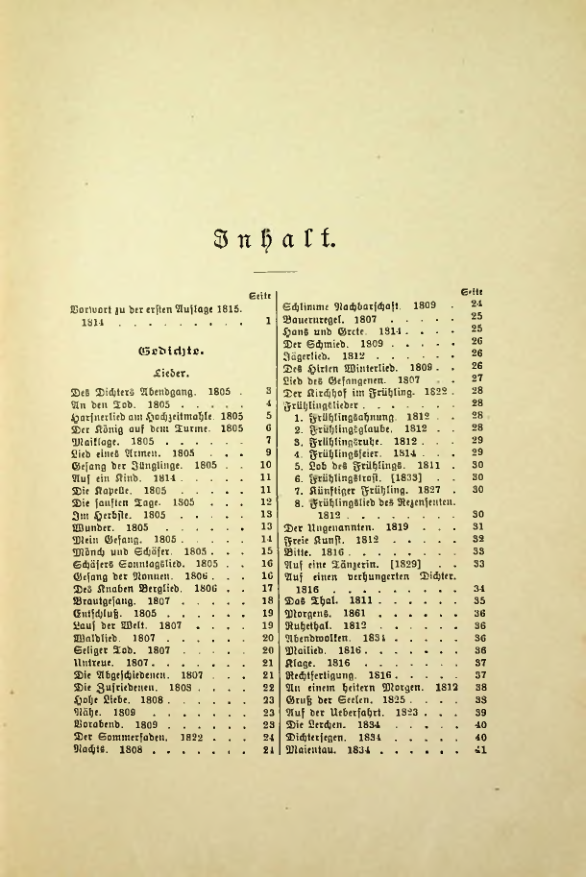 Inhalt.
Seite
Vorwort zu der ersten Auflage 1815.
1814 . . . . . . . . . 1
Gedichte.
Lieder.
Des Dichters Abendgang. 1805 . 3
An den Tod. 1805 . . . . . 4
Harfnerlied am Hochzeitmahle. 1805 5
Der König auf dem Turme. 1805 6
Maiklage. 1805 . . . . . . 7
Lied eines Armen. 1805 . . . 9
Gesang der Jünglinge. 1805 . . 10
Auf ein Kind. 1814 . . . . . 11
Die Kapelle. 1805 . . . . . 11
Die sanften Tage. 1805 . . . 12
Im Herbste. 1805 . . . . . 13
Wunder. 1805 . . . . . . 13
Mein Gesang. 1805 . . . . . 14
Mönch und Schäfer. 1805 . . . 15
Schäfers Sonntagslied. 1805 . . 16
Gesang der Nonnen. 1806 . . . 16
Des Knaben Berglied. 1806 . . 17
Brautgesang. 1807 . . . . . 18
Entschluß. 1805 . . . . . . 19
Lauf der Welt. 1807 . . . . 19
Waldlied. 1807 . . . . . . 20
Seliger Tod. 1807 . . . . . 20
Untreue. 1807 . . . . . . . 21
Die Abgeschiedenen. 1807 . . . 21
Die Zufriedenen. 1808 . . . . 22
Hohe Liebe. 1808 . . . . . . 23
Nähe. 1809 . . . . . . . 23
Vorabend. 1809 . . . . . . 23
Der Sommerfaden. 1822 . . . 24
Nachts. 1808 . . . . . . . 24
Seite
Schlimme Nachbarschaft. 1809 . 24
Bauernregel. 1807 . . . . . 25
Hans und Grete. 1814 . . . . 25
Der Schmied. 1809 . . . . . 26
Jägerlied. 1812 . . . . . . 26
Des Hirten Winterlied. 1809 . . 26
Lied des Gefangenen. 1807 . . 27
Der Kirchhof im Frühling. 1822 . 28
Frühlingslieder . . . . . . . 28
1. Frühlingsahnung. 1812 . . 28
2. Frühlingsglaube. 1812 . . 28
3. Frühlingsruhe. 1812 . . . 29
4. Frühlingsfeier. 1814 . . . 29
5. Lob des Frühlings. 1811 . 30
6. Frühlingstrost. [1833] . . 30
7. Künftiger Frühling. 1827 . 30
8. Frühlingslied des Rezensenten.
1812 . . . . . . . . 30
Der Ungenannten. 1819 . . . 31
Freie Kunst. 1812 . . . . . 32
Bitte. 1816 . . . . . . . . 33
Auf eine Tänzerin. [1829] . . 33
Auf einen verhungerten Dichter.
1816 . . . . . . . . . 34
Das Thal. 1811 . . . . . . 35
Morgens. 1861 . . . . . . 36
Ruhethal. 1812 . . . . . . 36
Abendwolken. 1834 . . . . . 36
Mailied. 1816 . . . . . . . 36
Klage. 1816 . . . . . . . 37
Rechtfertigung. 1816 . . . . . 37
An einem heitern Morgen. 1812 38
Gruß der Seelen. 1825 . . . . 38
Auf der Ueberfahrt. 1823 . . . 39
Die Lerchen. 1834 . . . . . 40
Dichtersegen. 1834 . . . . . 40
Maientau. 1834 . . . . . . 41